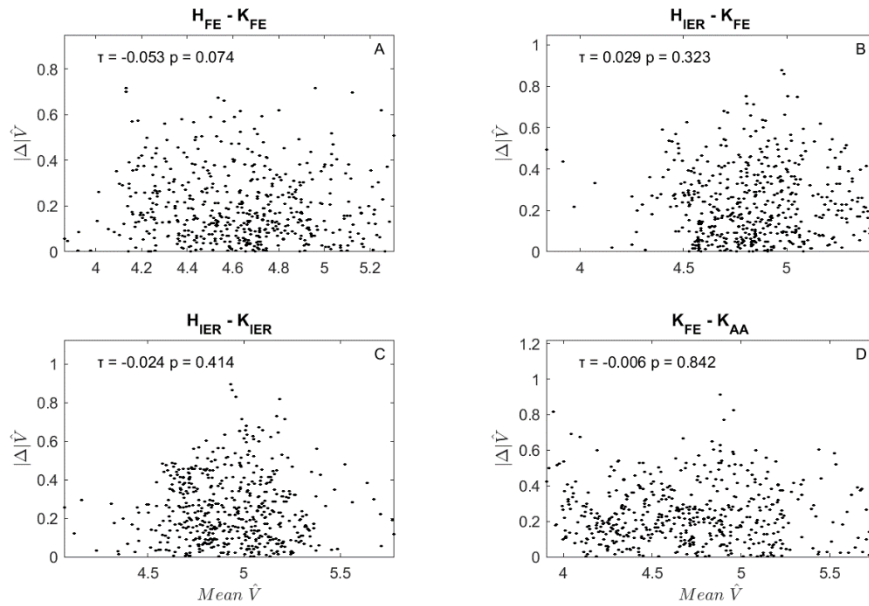 H_FE - K_FE
A
τ = -0.053 p = 0.074
0.8
0.6
0.4
0.2
0
|Δ|V̂
4 4.2 4.4 4.6 4.8 5 5.2
H_IER - K_FE
B
τ = 0.029 p = 0.323
1
0.8
0.6
0.4
0.2
0
|Δ|V̂
4.5 5
H_IER - K_IER
C
τ = -0.024 p = 0.414
1
0.8
0.6
0.4
0.2
0
|Δ|V̂
4.5 5 5.5
Mean V̂
K_FE - K_AA
D
τ = -0.006 p = 0.842
1.2
1
0.8
0.6
0.4
0.2
0
|Δ|V̂
4 4.5 5 5.5
Mean V̂